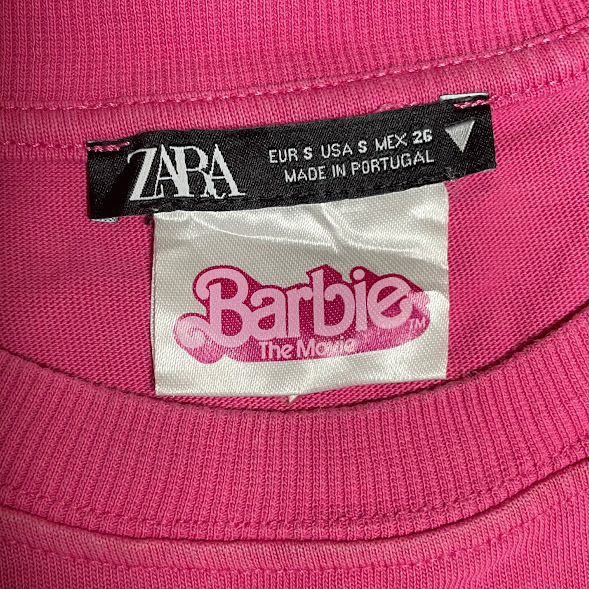 ZARA
EUR S USA S MEX 26
MADE IN PORTUGAL
Barbie
The Movie
TM